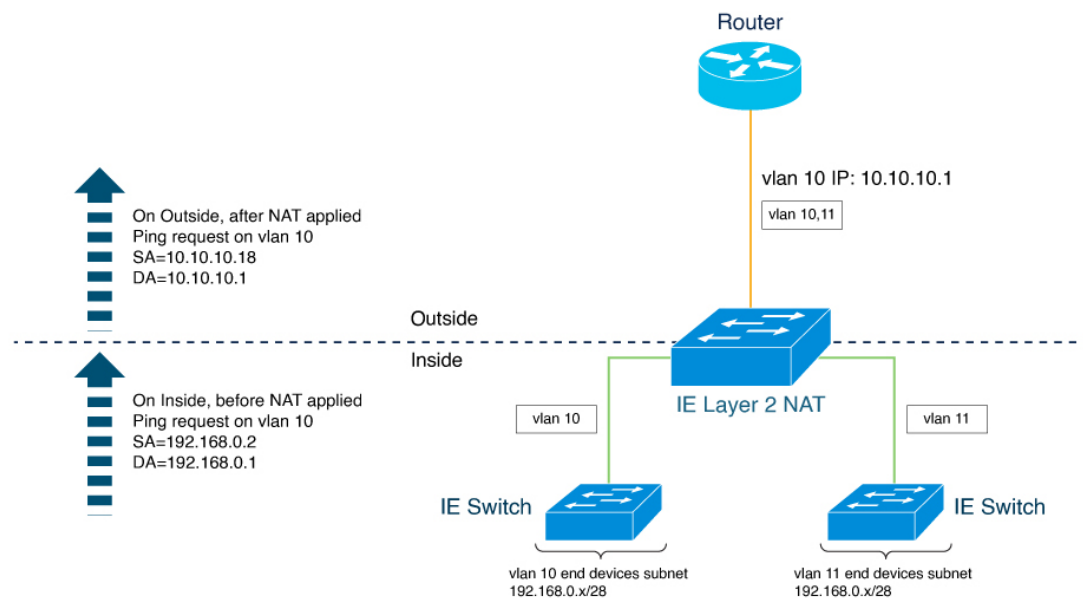 Router
vlan 10 IP: 10.10.10.1
vlan 10,11
On Outside, after NAT applied
Ping request on vlan 10
SA=10.10.10.18
DA=10.10.10.1
Outside
Inside
On Inside, before NAT applied
Ping request on vlan 10
SA=192.168.0.2
DA=192.168.0.1
IE Layer 2 NAT
vlan 10
vlan 11
IE Switch
IE Switch
vlan 10 end devices subnet
192.168.0.x/28
vlan 11 end devices subnet
192.168.0.x/28